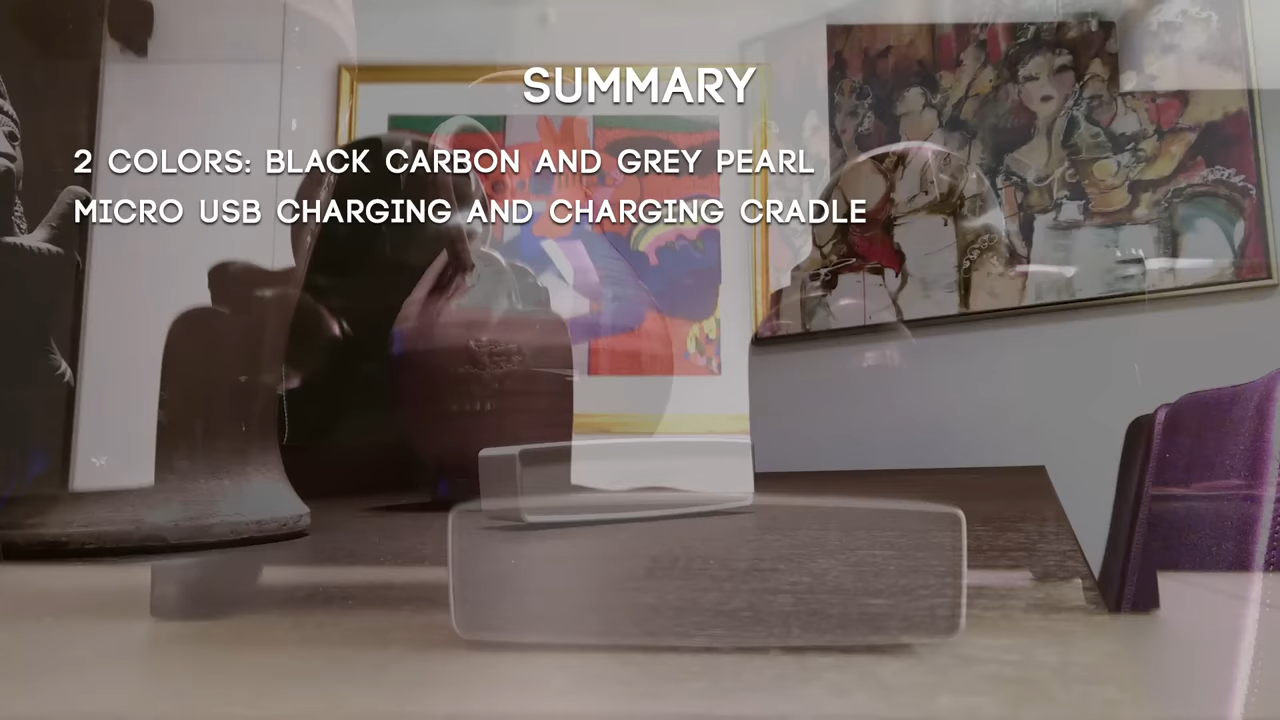 SUMMARY
2 COLORS: BLACK CARBON AND GREY PEARL
MICRO USB CHARGING AND CHARGING CRADLE